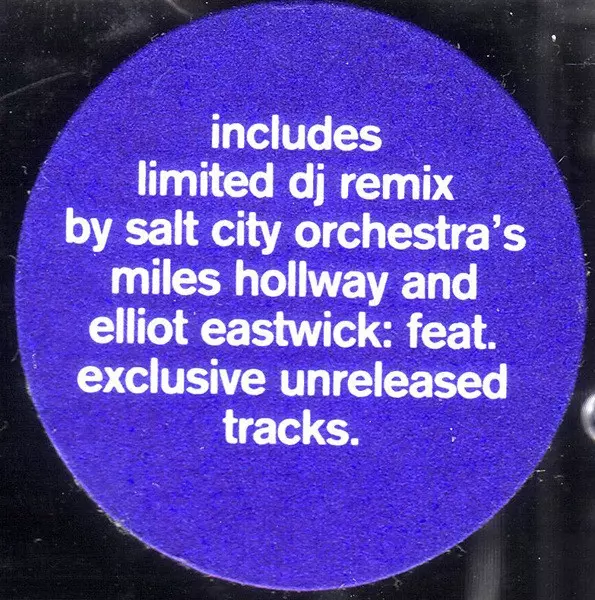 includes
limited dj remix
by salt city orchestra's
miles hollway and
elliot eastwick: feat.
exclusive unreleased
tracks.